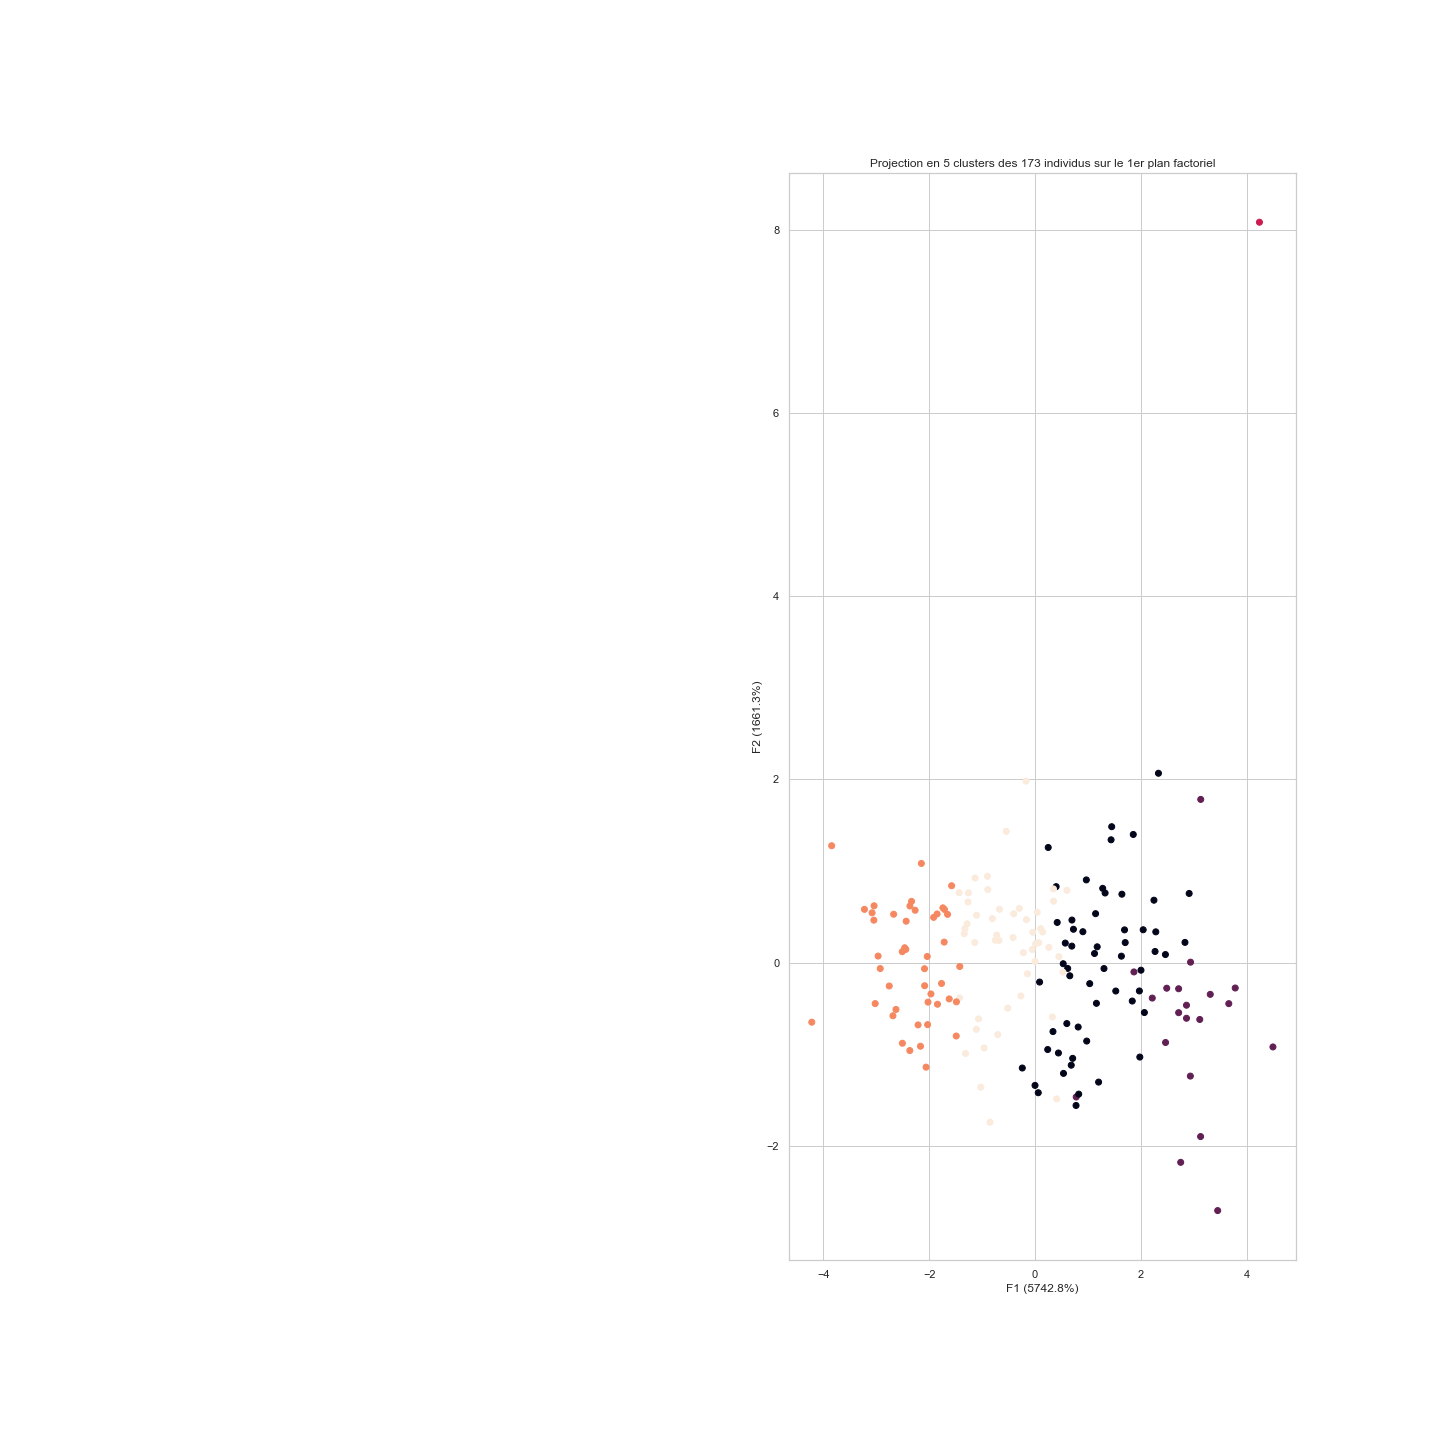 Projection en 5 clusters des 173 individus sur le 1er plan factoriel
8
6
4
2
0
−2
F2 (1661.3%)
−4 −2 0 2 4
F1 (5742.8%)